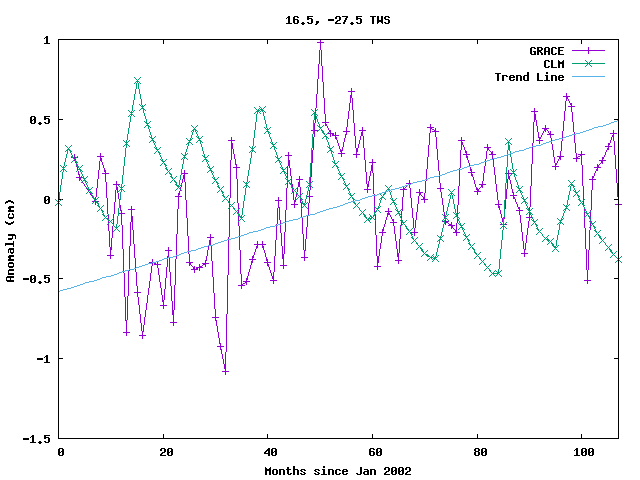 16.5, -27.5 TWS
GRACE
CLM
Trend Line
1
0.5
0
-0.5
-1
-1.5
Anomaly (cm)
0 20 40 60 80 100
Months since Jan 2002